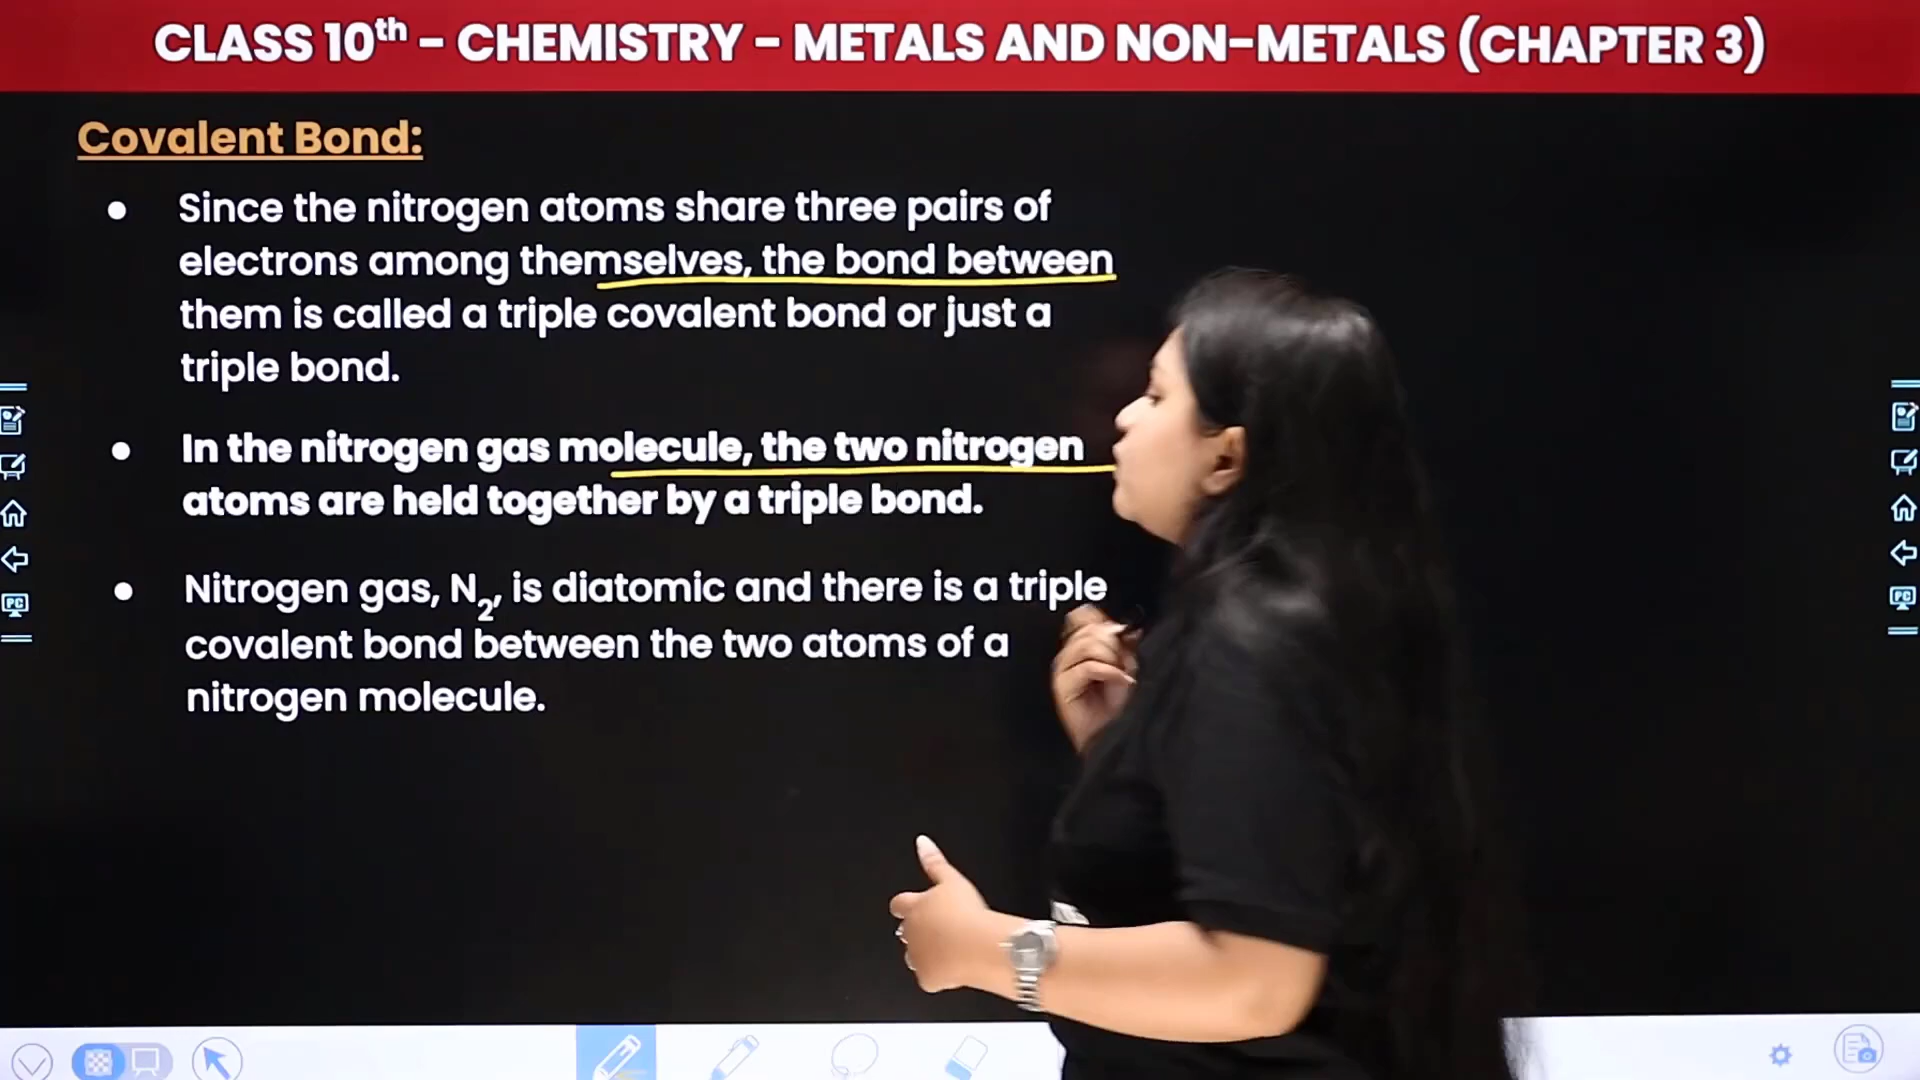 CLASS 10th - CHEMISTRY - METALS AND NON-METALS (CHAPTER 3)
Covalent Bond:
● Since the nitrogen atoms share three pairs of
electrons among themselves, the bond between
them is called a triple covalent bond or just a
triple bond.
● In the nitrogen gas molecule, the two nitrogen
atoms are held together by a triple bond.
● Nitrogen gas, N2, is diatomic and there is a triple
covalent bond between the two atoms of a
nitrogen molecule.
PC
PC